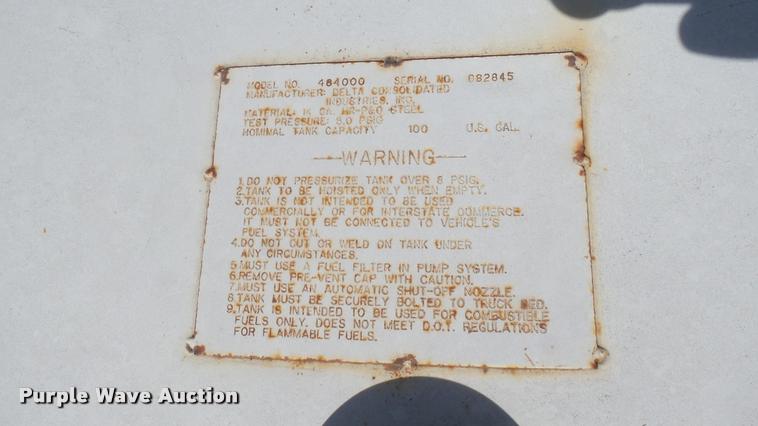 MODEL NO. 484000 SERIAL NO. 082845
MANUFACTURER: DELTA CONSOLIDATED
INDUSTRIES, INC.
MATERIAL: 14 GA. HR-P&O STEEL
TEST PRESSURE: 5.0 PSIG
NOMINAL TANK CAPACITY 100 U.S. GAL.
WARNING
1. DO NOT PRESSURIZE TANK OVER 5 PSIG.
2. TANK TO BE HOISTED ONLY WHEN EMPTY.
3. TANK IS NOT INTENDED TO BE USED
COMMERCIALLY OR FOR INTERSTATE COMMERCE.
IT MUST NOT BE CONNECTED TO VEHICLE'S
FUEL SYSTEM.
4. DO NOT CUT OR WELD ON TANK UNDER
ANY CIRCUMSTANCES.
5. MUST USE A FUEL FILTER IN PUMP SYSTEM.
6. REMOVE PRE-VENT CAP WITH CAUTION.
7. MUST USE AN AUTOMATIC SHUT-OFF NOZZLE.
8. TANK MUST BE SECURELY BOLTED TO TRUCK BED.
9. TANK IS INTENDED TO BE USED FOR COMBUSTIBLE
FUELS ONLY. DOES NOT MEET D.O.T. REGULATIONS
FOR FLAMMABLE FUELS.
Purple Wave Auction